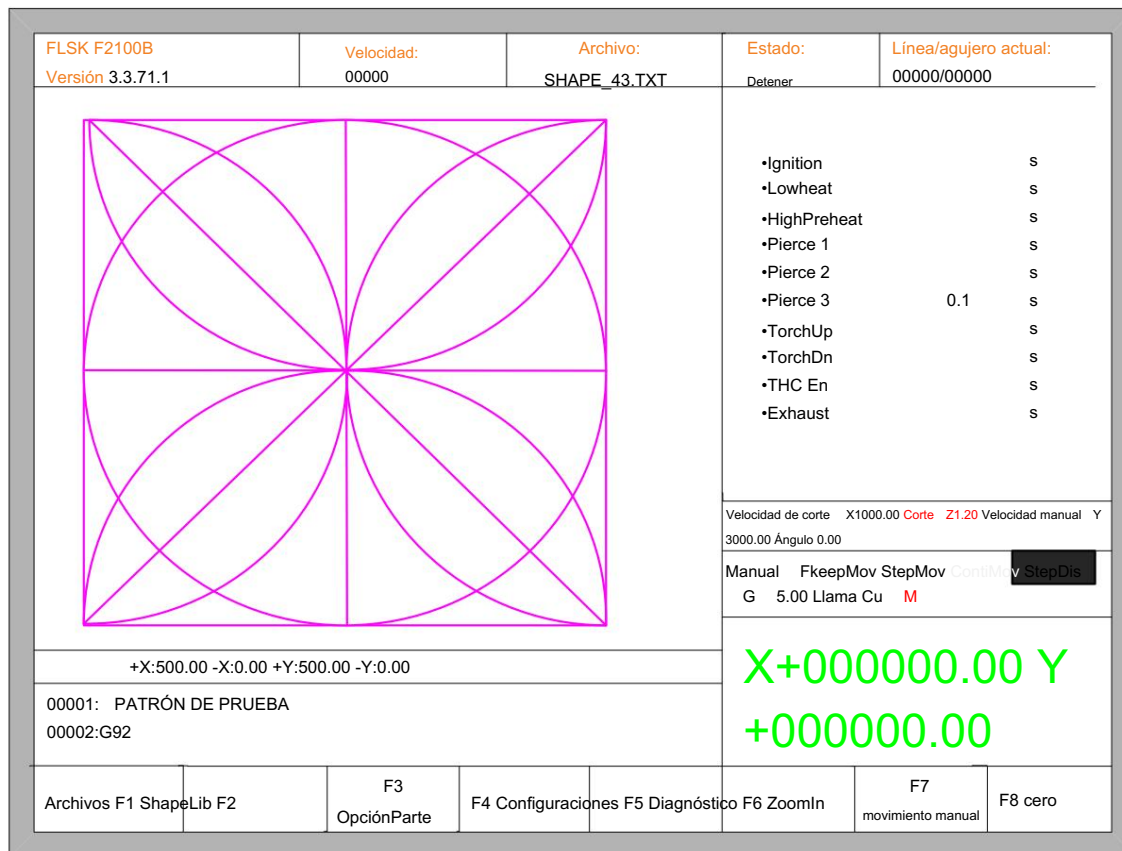 FLSK F2100B
Versión 3.3.71.1
Velocidad:
00000
Archivo:
SHAPE_43.TXT
Estado:
Detener
Línea/agujero actual:
00000/00000
•Ignition s
•Lowheat s
•HighPreheat s
•Pierce 1 s
•Pierce 2 s
•Pierce 3 0.1 s
•TorchUp s
•TorchDn s
•THC En s
•Exhaust s
Velocidad de corte X1000.00 Corte Z1.20 Velocidad manual Y
3000.00 Ángulo 0.00
Manual FkeepMov StepMov ContiMov StepDis
G 5.00 Llama Cu M
X+000000.00 Y
+000000.00
+X:500.00 -X:0.00 +Y:500.00 -Y:0.00
00001: PATRÓN DE PRUEBA
00002:G92
Archivos F1 ShapeLib F2
F3
OpciónParte
F4 Configuraciones F5 Diagnóstico F6 ZoomIn
F7
movimiento manual
F8 cero